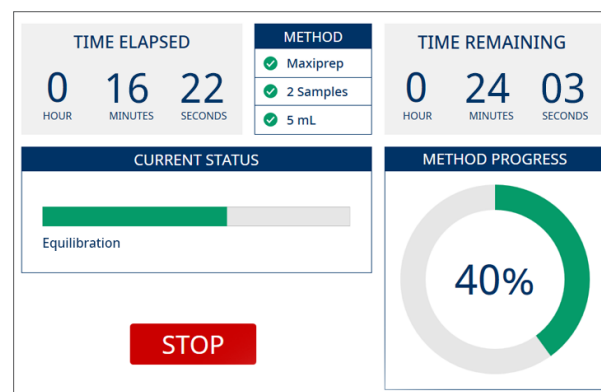 TIME ELAPSED
0 16 22
HOUR MINUTES SECONDS
METHOD
Maxiprep
2 Samples
5 mL
TIME REMAINING
0 24 03
HOUR MINUTES SECONDS
CURRENT STATUS
Equilibration
METHOD PROGRESS
40%
STOP